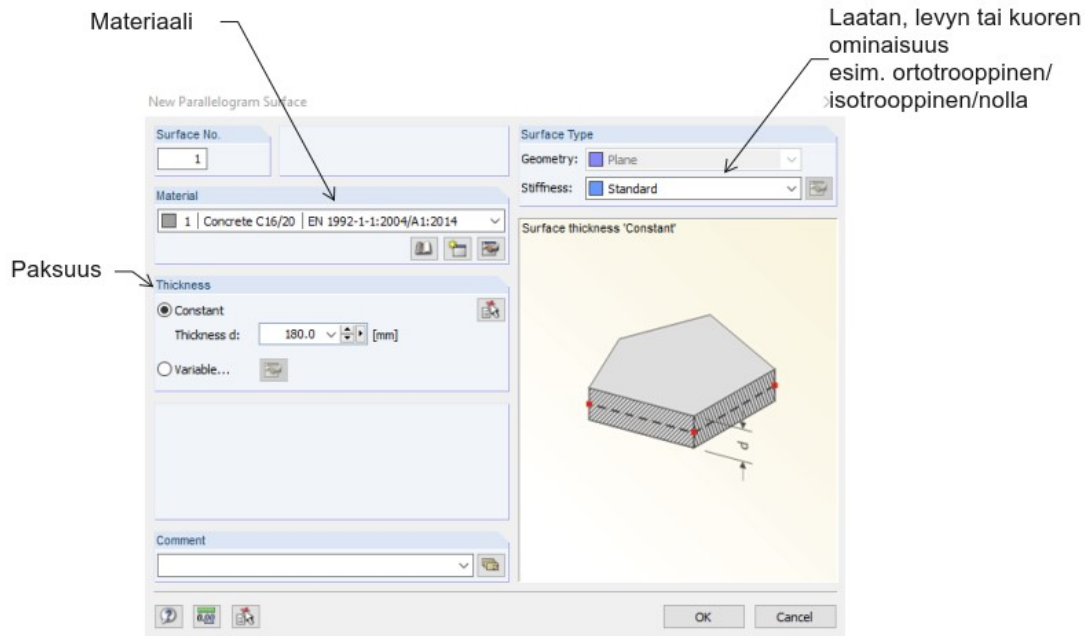 Materiaali
Laatan, levyn tai kuoren
ominaisuus
esim. ortotrooppinen/
isotrooppinen/nolla
New Parallelogram Surface
Surface No.
1
Surface Type
Geometry: Plane
Stiffness: Standard
Material
1 Concrete C16/20 EN 1992-1-1:2004/A1:2014
Surface thickness 'Constant'
Paksuus
Thickness
Constant
Thickness d: 180.0 [mm]
Variable...
d
Comment
0,00
OK Cancel